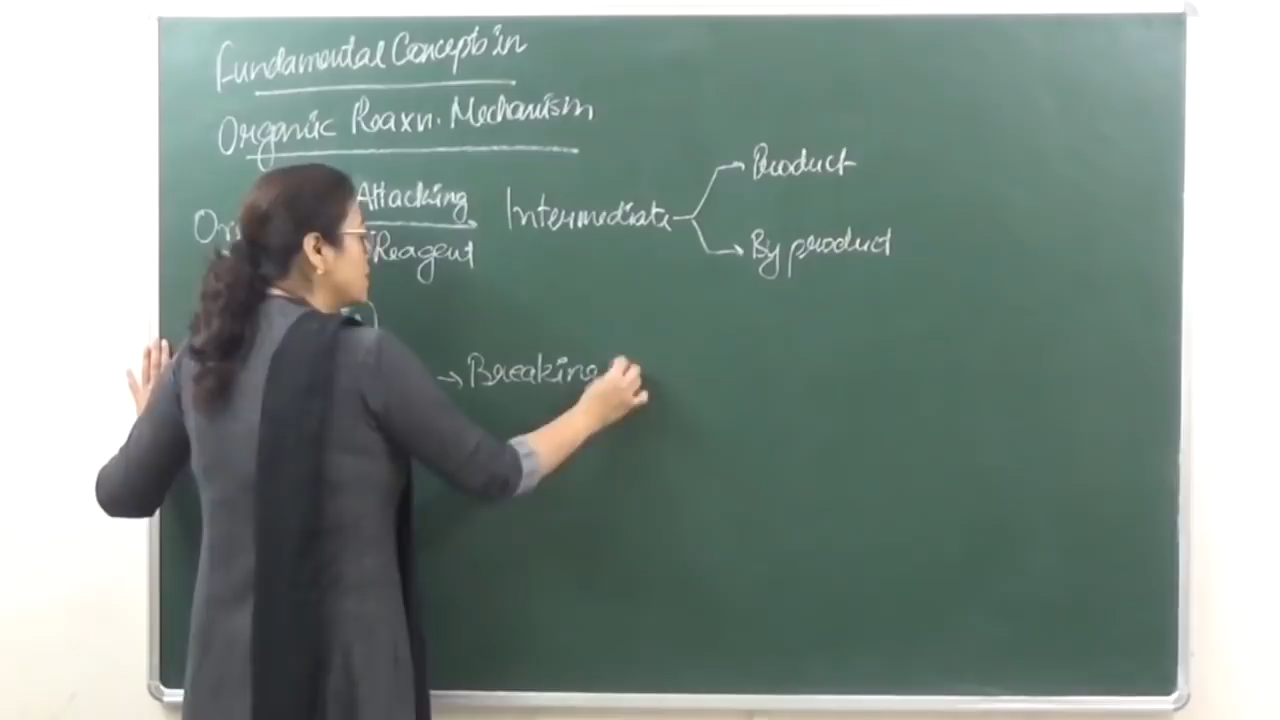 Fundamental Concepts in
Organic Reaxn. Mechanism
Attacking
Reagent
Intermediate
Product
By product
→ Breaking